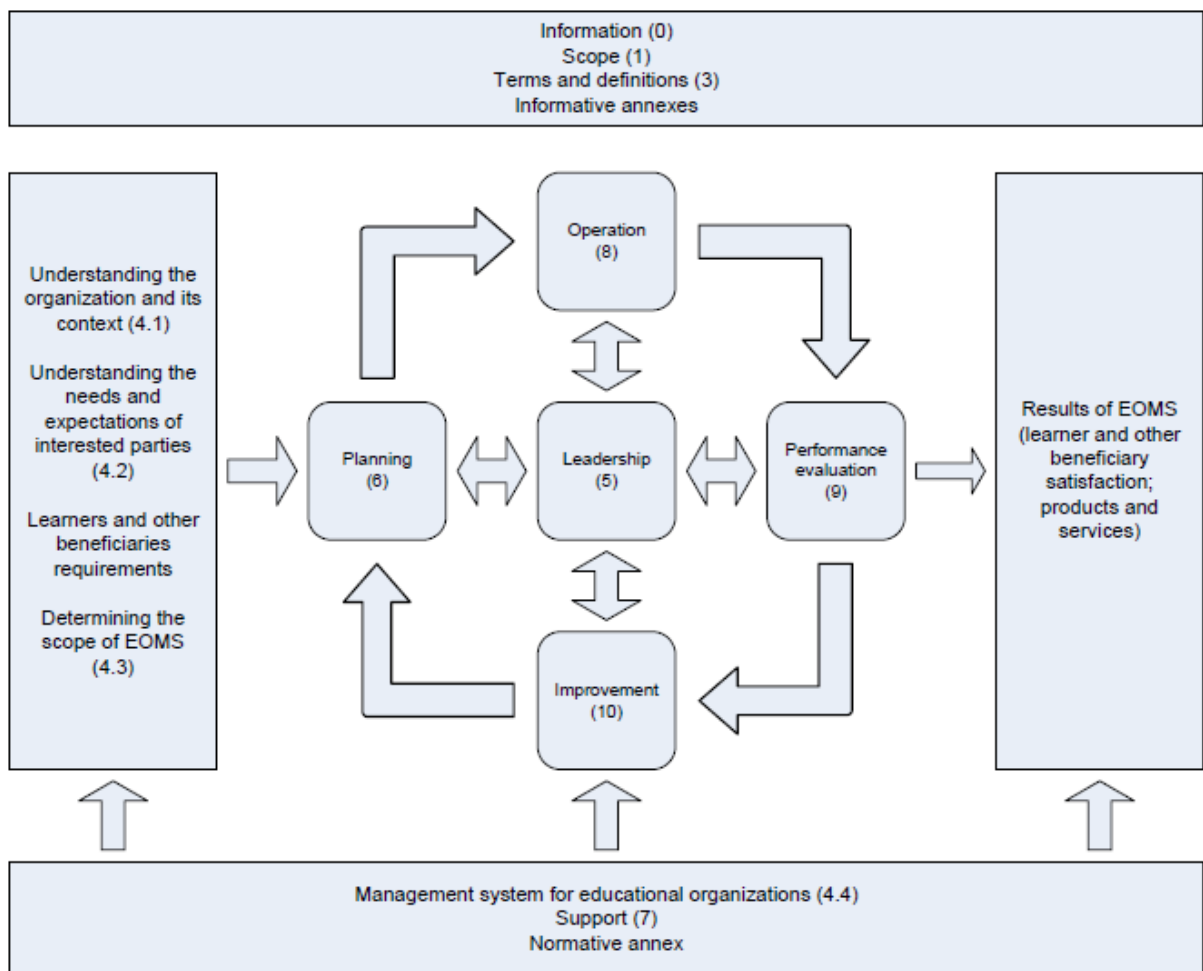 Information (0)
Scope (1)
Terms and definitions (3)
Informative annexes
Understanding the
organization and its
context (4.1)
Understanding the
needs and
expectations of
interested parties
(4.2)
Learners and other
beneficiaries
requirements
Determining the
scope of EOMS
(4.3)
Operation
(8)
Planning
(6)
Leadership
(5)
Performance
evaluation
(9)
Improvement
(10)
Results of EOMS
(learner and other
beneficiary
satisfaction;
products and
services)
Management system for educational organizations (4.4)
Support (7)
Normative annex